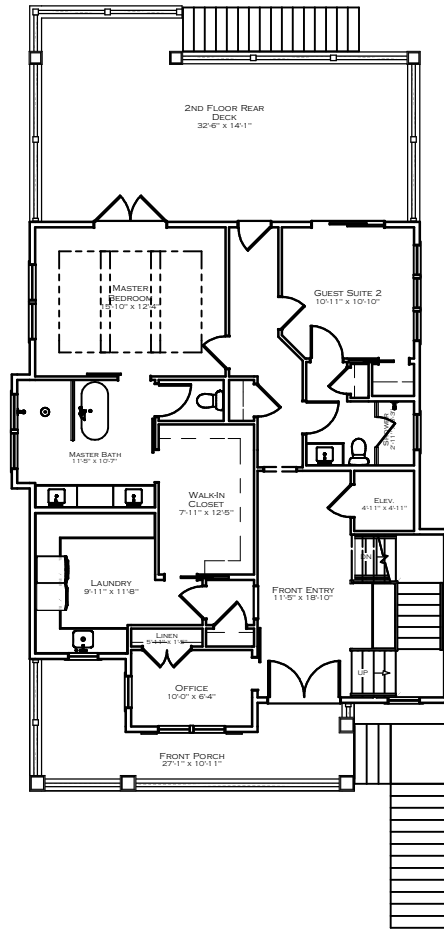 2ND FLOOR REAR
DECK
32'-6" x 14'-1"
MASTER
BEDROOM
15'-10" x 12'-4"
GUEST SUITE 2
10'-11" x 10'-10"
SHOWER
MASTER BATH
11'-5" x 10'-7"
WALK-IN
CLOSET
7'-11" x 12'-5"
ELEV.
4'-11" x 4'-11"
DN
LAUNDRY
9'-11" x 11'-8"
FRONT ENTRY
11'-5" x 18'-10"
LINEN
UP
OFFICE
10'-0" x 6'-4"
FRONT PORCH
27'-1" x 10'-11"